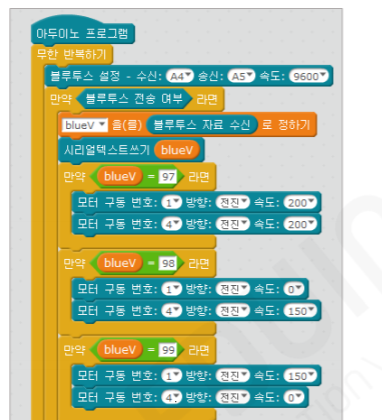 아두이노 프로그램
무한 반복하기
블루투스 설정 - 수신: A4 송신: A5 속도: 9600
만약 블루투스 전송 여부 라면
blueV 을(를) 블루투스 자료 수신 로 정하기
시리얼텍스트쓰기 blueV
만약 blueV = 97 라면
모터 구동 번호: 1 방향: 전진 속도: 200
모터 구동 번호: 4 방향: 전진 속도: 200
만약 blueV = 98 라면
모터 구동 번호: 1 방향: 전진 속도: 0
모터 구동 번호: 4 방향: 전진 속도: 150
만약 blueV = 99 라면
모터 구동 번호: 1 방향: 전진 속도: 150
모터 구동 번호: 4 방향: 전진 속도: 0